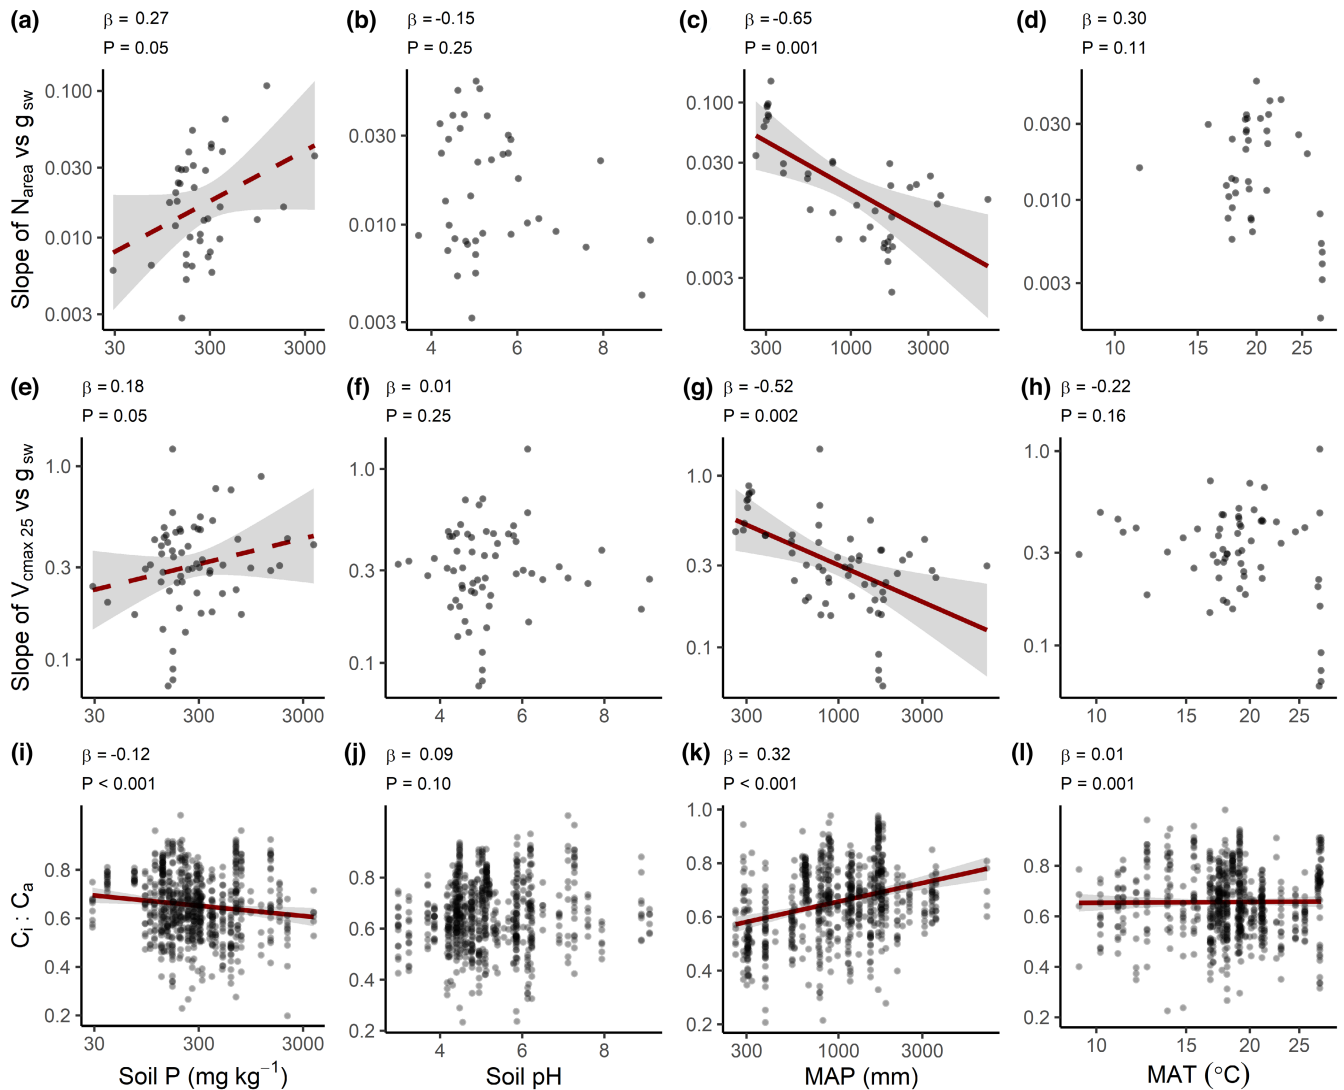 (a)
β = 0.27
P = 0.05
(b)
β = -0.15
P = 0.25
(c)
β = -0.65
P = 0.001
(d)
β = 0.30
P = 0.11
Slope of N area vs g sw
0.100
0.030
0.010
0.003
30 300 3000
0.030
0.010
0.003
4 6 8
0.100
0.030
0.010
0.003
300 1000 3000
0.030
0.010
0.003
10 15 20 25
(e)
β = 0.18
P = 0.05
(f)
β = 0.01
P = 0.25
(g)
β = -0.52
P = 0.002
(h)
β = -0.22
P = 0.16
Slope of V cmax 25 vs g sw
1.0
0.3
0.1
30 300 3000
1.0
0.3
0.1
4 6 8
1.0
0.3
0.1
300 1000 3000
1.0
0.3
0.1
10 15 20 25
(i)
β = -0.12
P < 0.001
(j)
β = 0.09
P = 0.10
(k)
β = 0.32
P < 0.001
(l)
β = 0.01
P = 0.001
C i : C a
0.8
0.6
0.4
0.2
30 300 3000
Soil P (mg kg⁻¹)
0.8
0.6
0.4
0.2
4 6 8
Soil pH
1.0
0.8
0.6
0.4
0.2
300 1000 3000
MAP (mm)
0.8
0.6
0.4
0.2
10 15 20 25
MAT (°C)